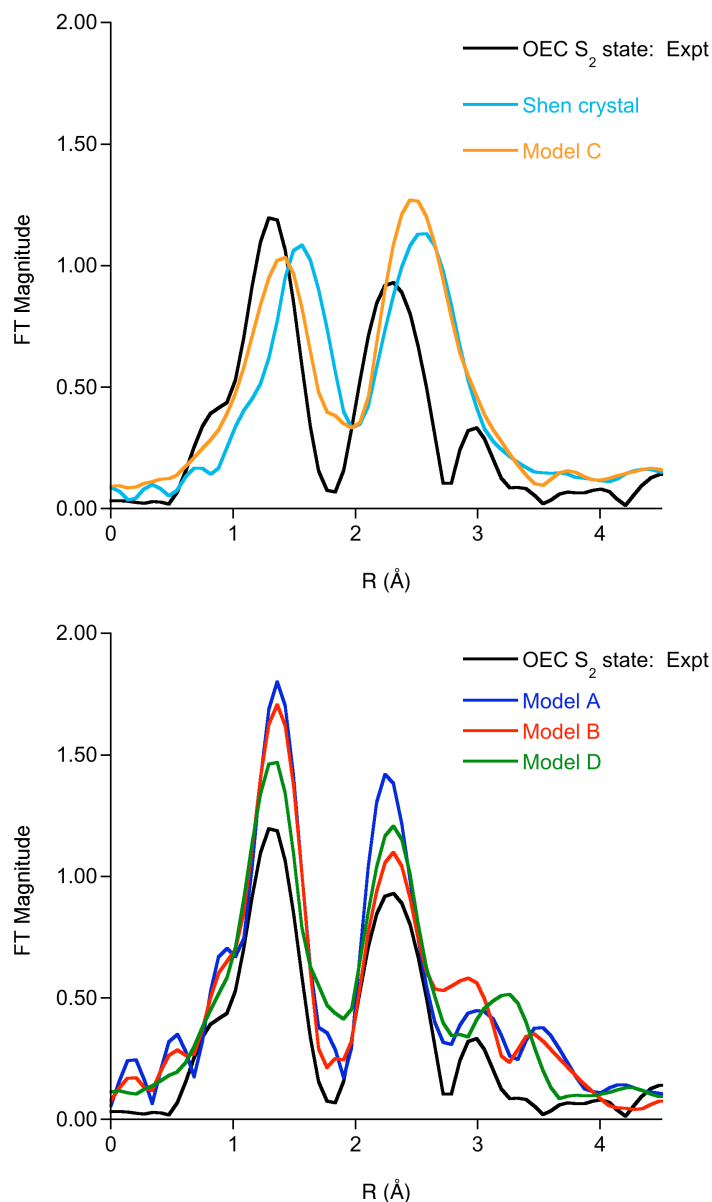 2.00
OEC S2 state: Expt
Shen crystal
1.50
Model C
FT Magnitude
1.00
0.50
0.00
0 1 2 3 4
R (Å)
2.00
OEC S2 state: Expt
Model A
Model B
Model D
1.50
FT Magnitude
1.00
0.50
0.00
0 1 2 3 4
R (Å)